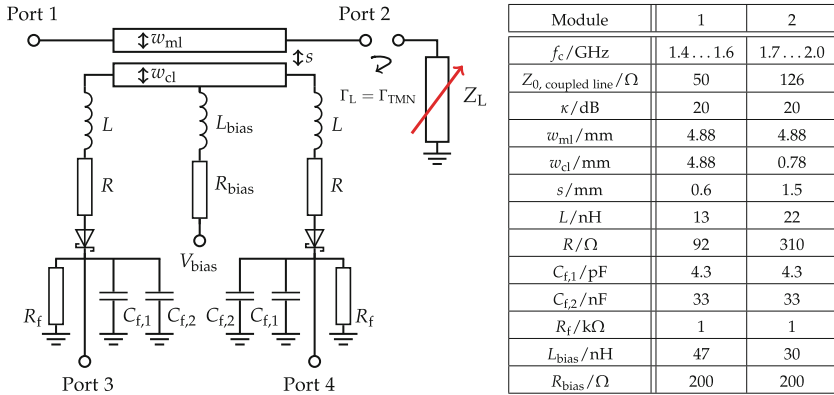 Port 1
Port 2
w_ml
s
w_cl
L
L_bias
L
Γ_L = Γ_TMN
Z_L
R
R_bias
R
V_bias
R_f
C_f,1
C_f,2
C_f,2
C_f,1
R_f
Port 3
Port 4
Module 1 2
f_c/GHz 1.4 … 1.6 1.7 … 2.0
Z_0, coupled line/Ω 50 126
κ/dB 20 20
w_ml/mm 4.88 4.88
w_cl/mm 4.88 0.78
s/mm 0.6 1.5
L/nH 13 22
R/Ω 92 310
C_f,1/pF 4.3 4.3
C_f,2/nF 33 33
R_f/kΩ 1 1
L_bias/nH 47 30
R_bias/Ω 200 200